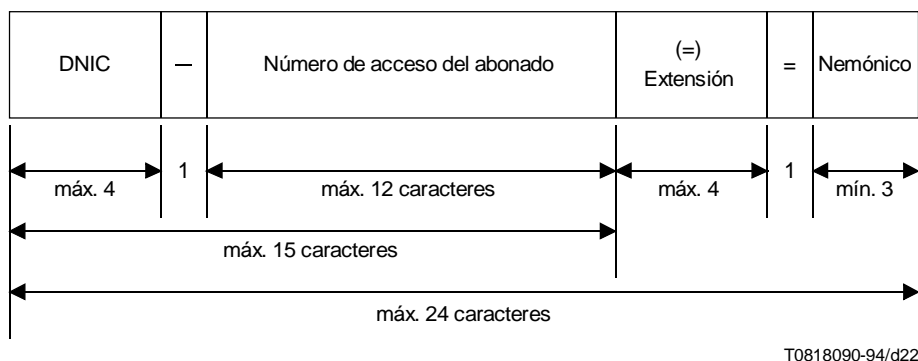 DNIC — Número de acceso del abonado (=) Extensión = Nemónico
máx. 4 1 máx. 12 caracteres máx. 4 1 mín. 3
máx. 15 caracteres
máx. 24 caracteres
T0818090-94/d22